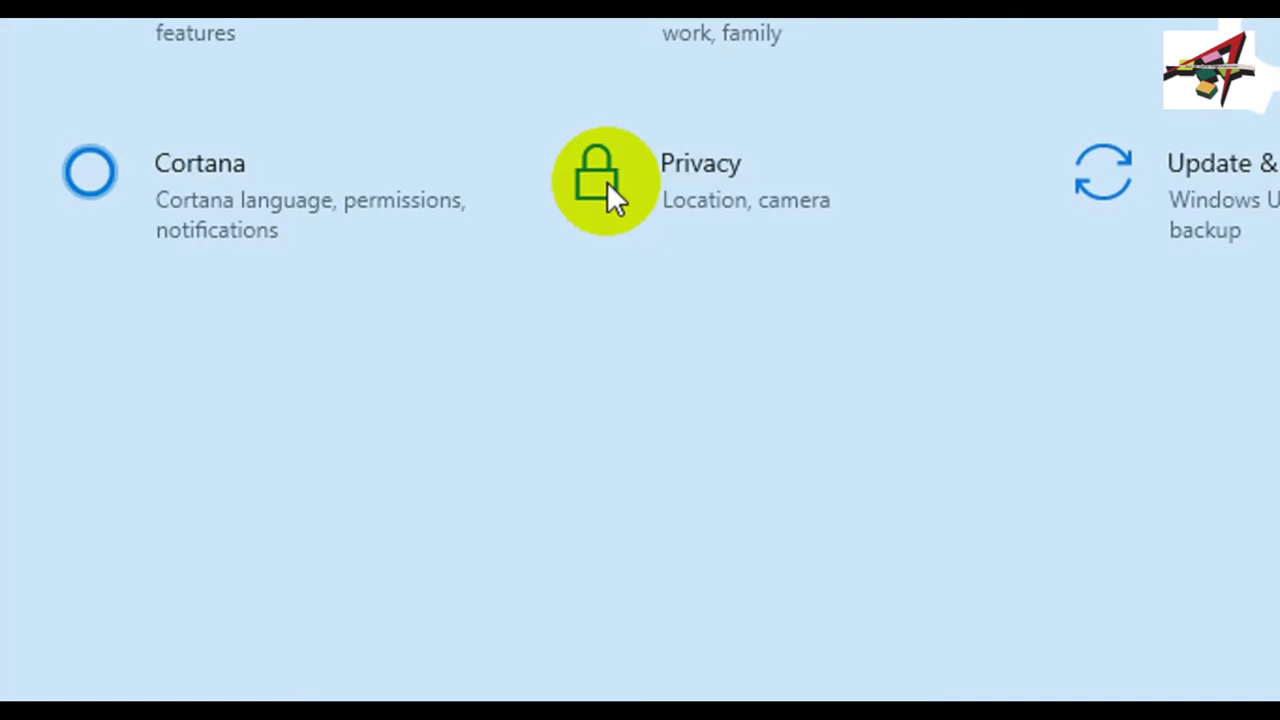 features
work, family
Cortana
Cortana language, permissions,
notifications
Privacy
Location, camera
Update &
Windows U
backup